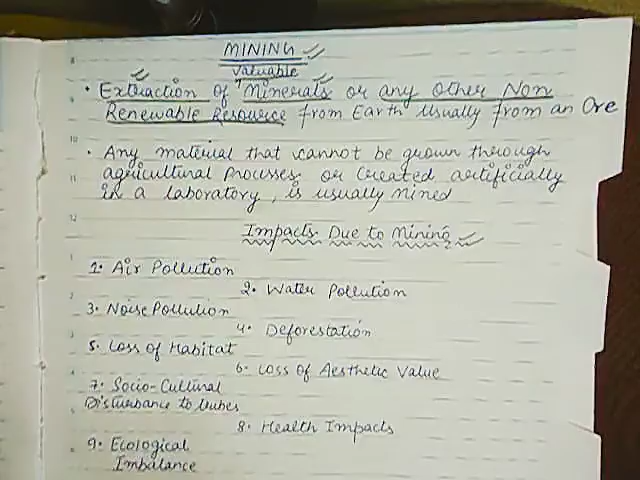 MINING
Valuable
• Extraction of Minerals or any other Non
Renewable Resource from Earth usually from an Ore
• Any material that cannot be grown through
agricultural processes or created artificially
in a laboratory, is usually mined
Impacts Due to Mining
1. Air Pollution
2. Water Pollution
3. Noise Pollution
4. Deforestation
5. Loss of Habitat
6. Loss of Aesthetic Value
7. Socio-Cultural
Disturbance to tribes
8. Health Impacts
9. Ecological
Imbalance